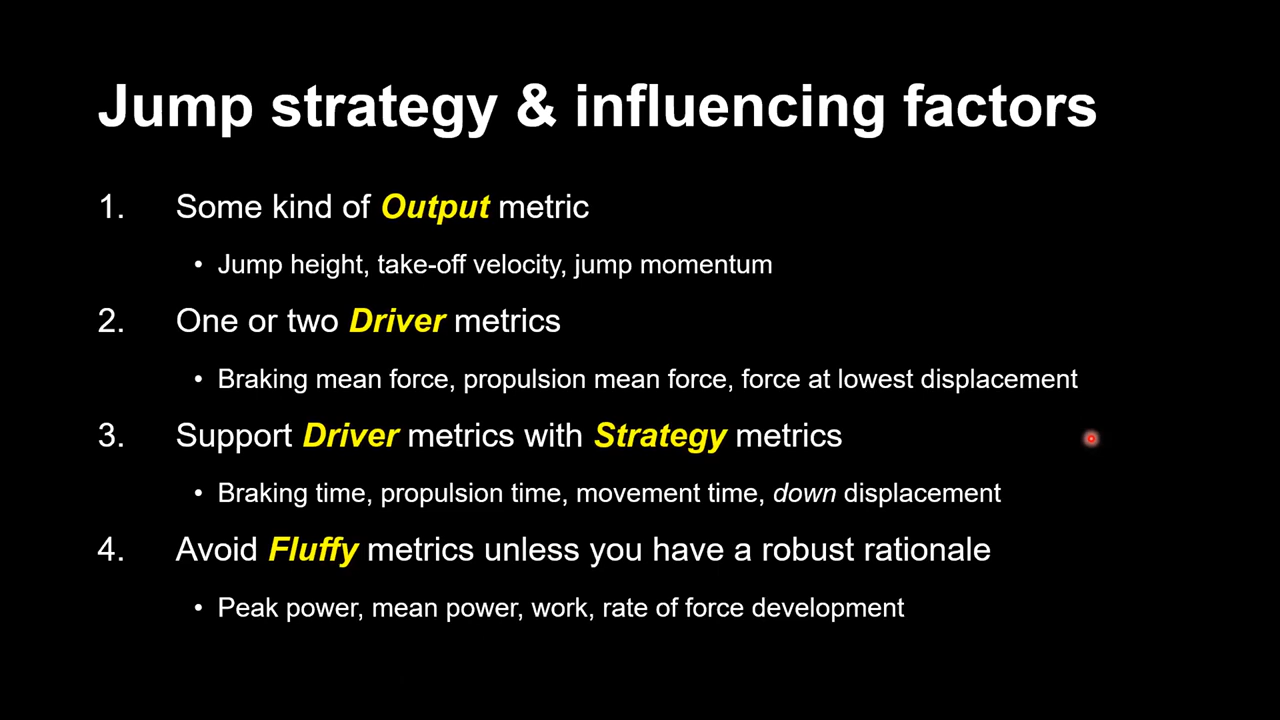 Jump strategy & influencing factors
1. Some kind of Output metric
• Jump height, take-off velocity, jump momentum
2. One or two Driver metrics
• Braking mean force, propulsion mean force, force at lowest displacement
3. Support Driver metrics with Strategy metrics
• Braking time, propulsion time, movement time, down displacement
4. Avoid Fluffy metrics unless you have a robust rationale
• Peak power, mean power, work, rate of force development